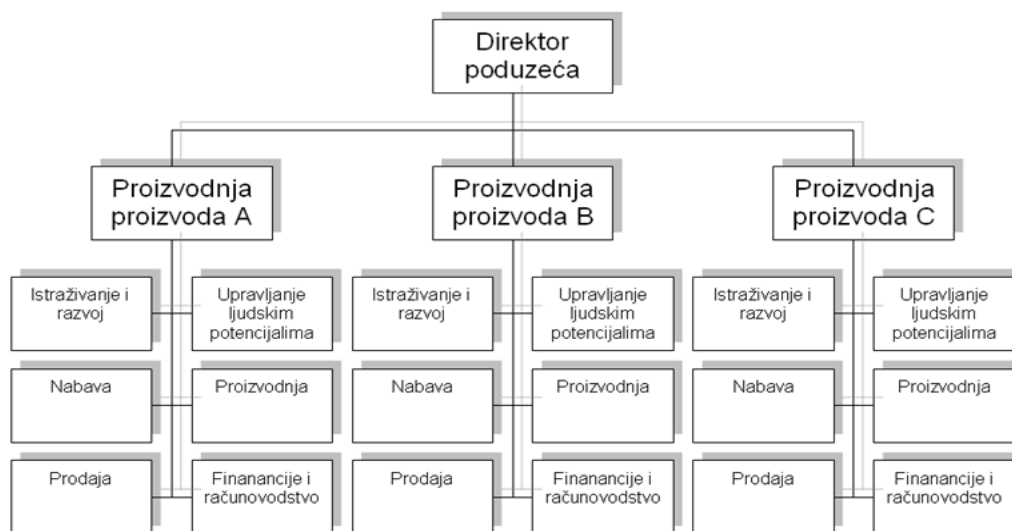 Direktor
poduzeća
Proizvodnja
proizvoda A
Proizvodnja
proizvoda B
Proizvodnja
proizvoda C
Istraživanje i
razvoj
Upravljanje
ljudskim
potencijalima
Istraživanje i
razvoj
Upravljanje
ljudskim
potencijalima
Istraživanje i
razvoj
Upravljanje
ljudskim
potencijalima
Nabava
Proizvodnja
Nabava
Proizvodnja
Nabava
Proizvodnja
Prodaja
Finanancije i
računovodstvo
Prodaja
Finanancije i
računovodstvo
Prodaja
Finanancije i
računovodstvo